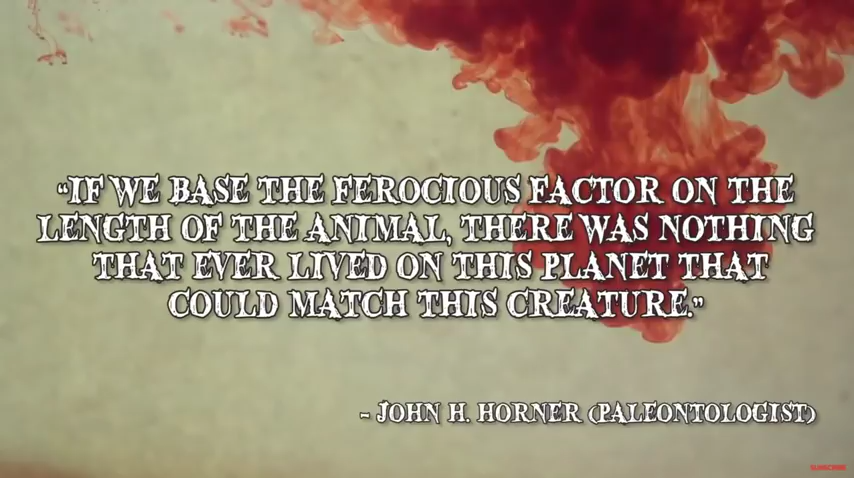 “IF WE BASE THE FEROCIOUS FACTOR ON THE
LENGTH OF THE ANIMAL, THERE WAS NOTHING
THAT EVER LIVED ON THIS PLANET THAT
COULD MATCH THIS CREATURE.”
- JOHN H. HORNER (PALEONTOLOGIST)
SUBSCRIBE